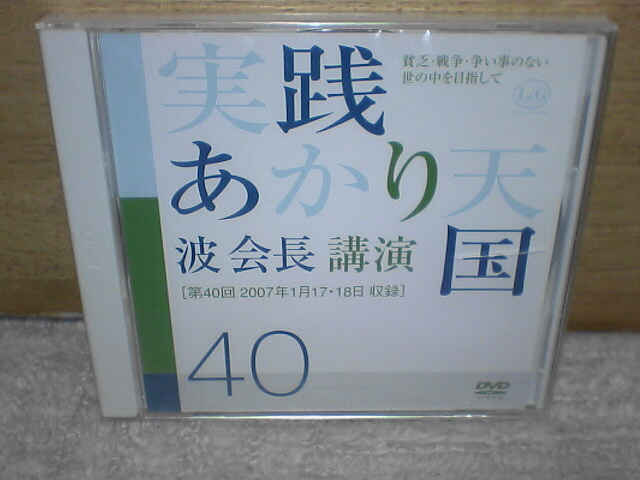 貧乏・戦争・争い事のない
世の中を目指して
実践
あかり天国
波 会長 講演
[第40回 2007年1月17・18日 収録]
40
L&G
DVD
VIDEO